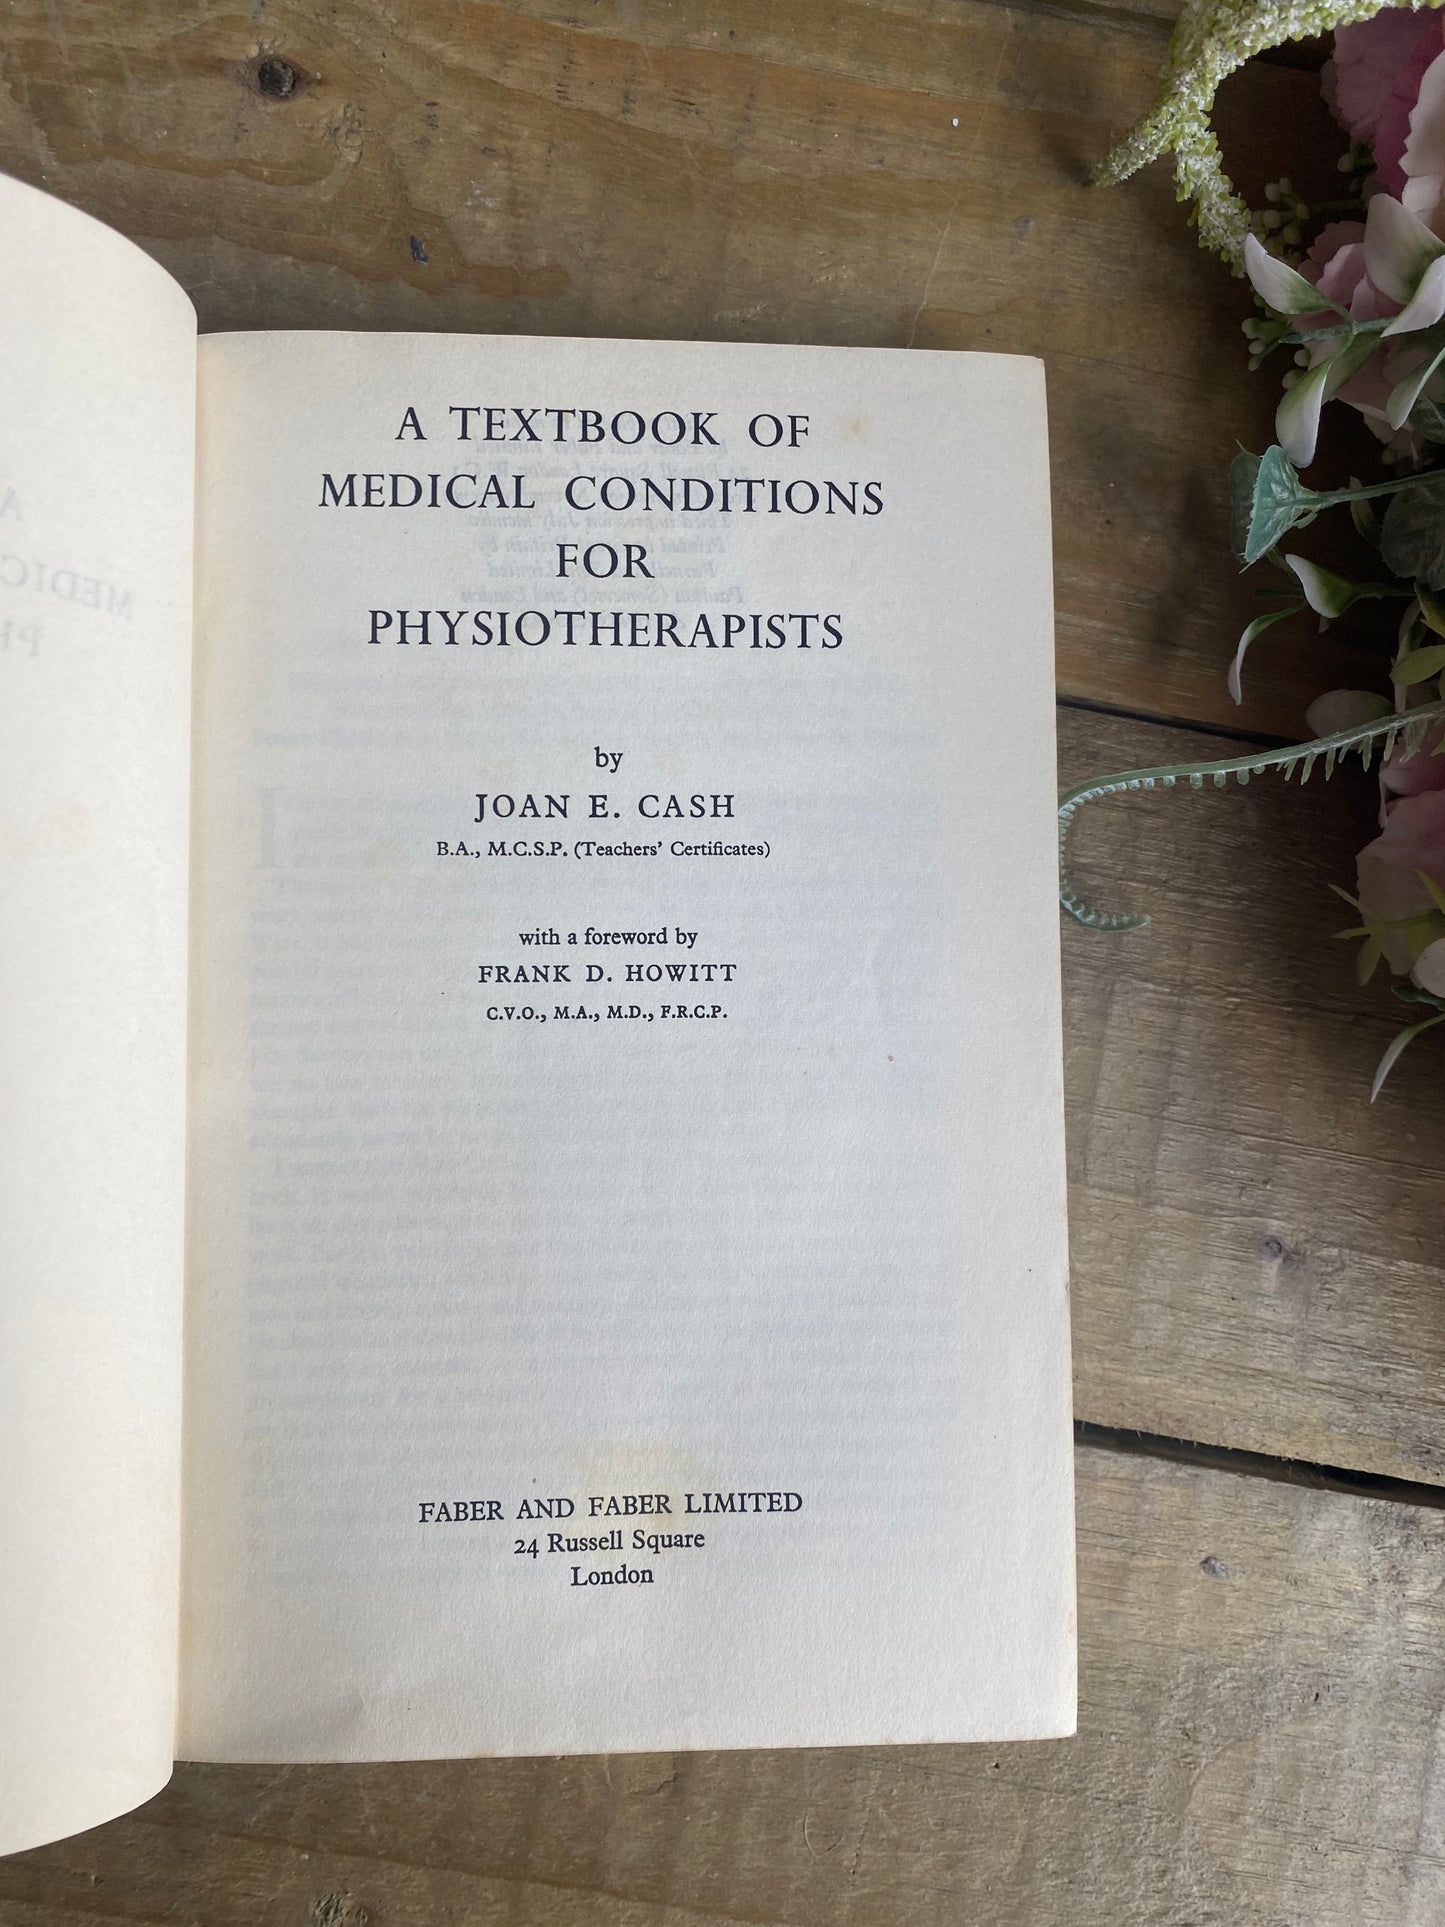 A TEXTBOOK OF
MEDICAL CONDITIONS
FOR
PHYSIOTHERAPISTS
by
JOAN E. CASH
B.A., M.C.S.P. (Teachers' Certificates)
with a foreword by
FRANK D. HOWITT
C.V.O., M.A., M.D., F.R.C.P.
FABER AND FABER LIMITED
24 Russell Square
London